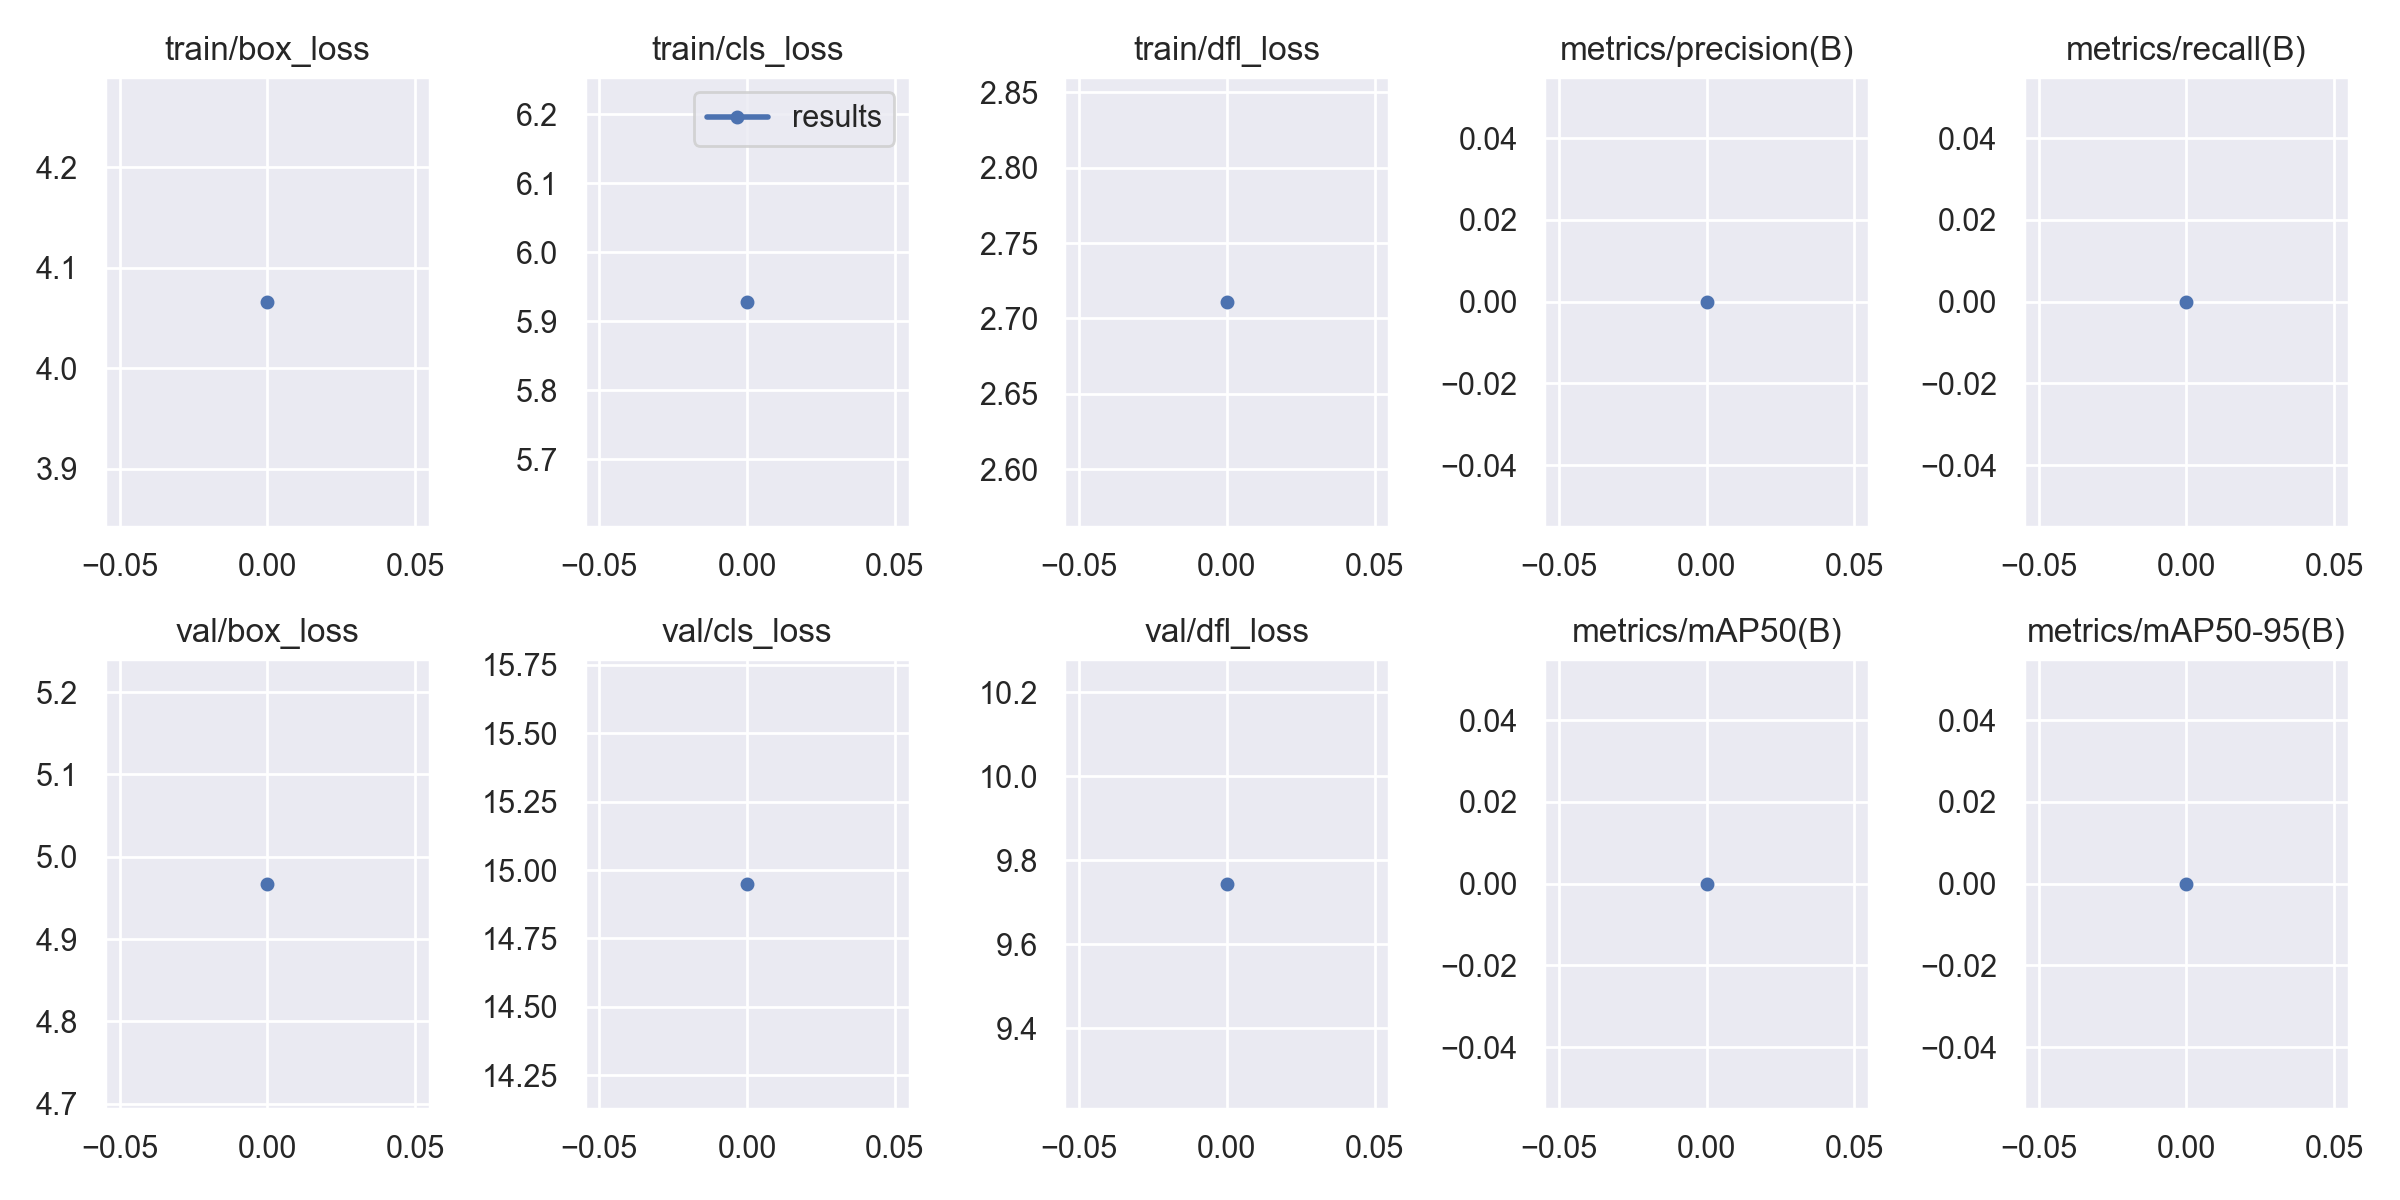 train/box_loss
4.2
4.1
4.0
3.9
−0.05 0.00 0.05
train/cls_loss
results
6.2
6.1
6.0
5.9
5.8
5.7
−0.05 0.00 0.05
train/dfl_loss
2.85
2.80
2.75
2.70
2.65
2.60
−0.05 0.00 0.05
metrics/precision(B)
0.04
0.02
0.00
−0.02
−0.04
−0.05 0.00 0.05
metrics/recall(B)
0.04
0.02
0.00
−0.02
−0.04
−0.05 0.00 0.05
val/box_loss
5.2
5.1
5.0
4.9
4.8
4.7
−0.05 0.00 0.05
val/cls_loss
15.75
15.50
15.25
15.00
14.75
14.50
14.25
−0.05 0.00 0.05
val/dfl_loss
10.2
10.0
9.8
9.6
9.4
−0.05 0.00 0.05
metrics/mAP50(B)
0.04
0.02
0.00
−0.02
−0.04
−0.05 0.00 0.05
metrics/mAP50-95(B)
0.04
0.02
0.00
−0.02
−0.04
−0.05 0.00 0.05